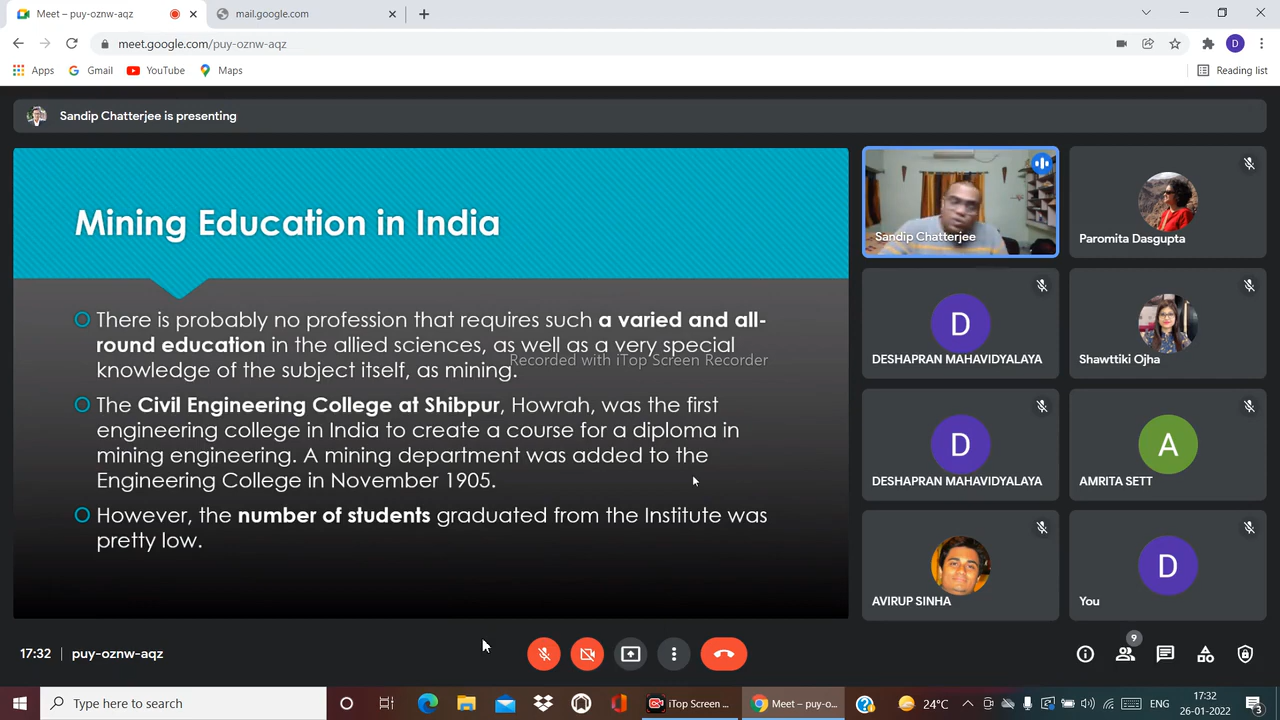 Meet – puy-oznw-aqz
mail.google.com
meet.google.com/puy-oznw-aqz
Apps
Gmail
YouTube
Maps
Reading list
Sandip Chatterjee is presenting
Mining Education in India
There is probably no profession that requires such a varied and all-
round education in the allied sciences, as well as a very special
Recorded with iTop Screen Recorder
knowledge of the subject itself, as mining.
The Civil Engineering College at Shibpur, Howrah, was the first
engineering college in India to create a course for a diploma in
mining engineering. A mining department was added to the
Engineering College in November 1905.
However, the number of students graduated from the Institute was
pretty low.
Sandip Chatterjee
Paromita Dasgupta
D
DESHAPRAN MAHAVIDYALAYA
Shawttiki Ojha
D
DESHAPRAN MAHAVIDYALAYA
A
AMRITA SETT
AVIRUP SINHA
D
You
17:32
puy-oznw-aqz
9
Type here to search
iTop Screen ...
Meet – puy-o...
24°C
ENG
17:32
26-01-2022
3